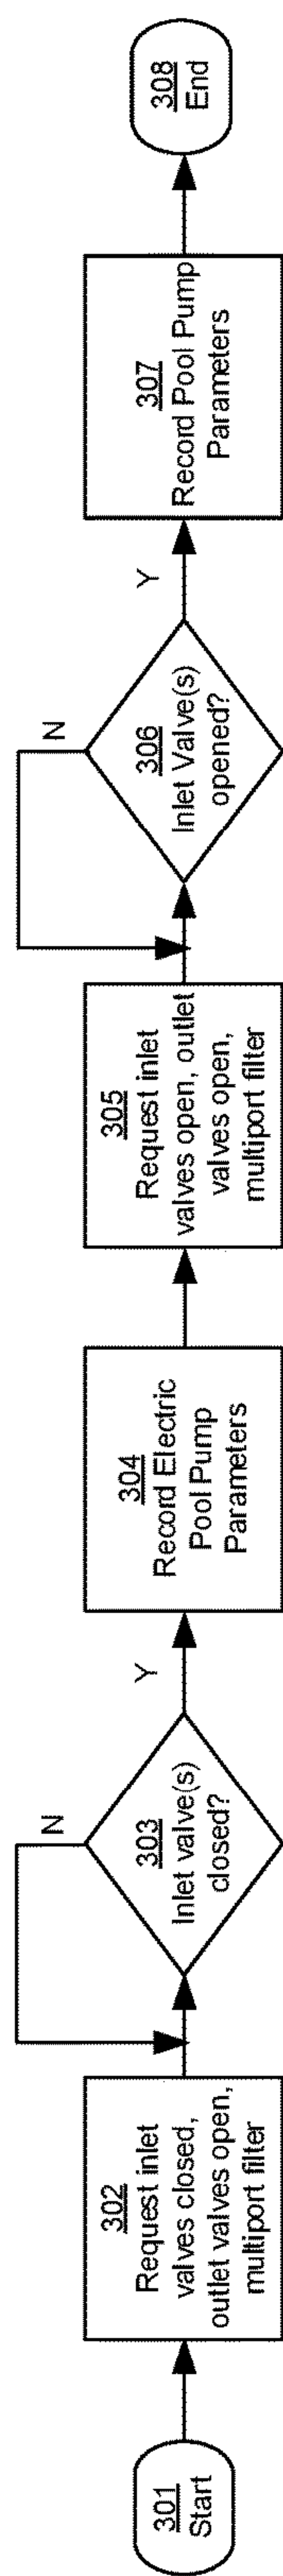 301
Start
302
Request inlet
valves closed,
outlet valves open,
multiport filter
N
303
Inlet valve(s)
closed?
Y
304
Record Electric
Pool Pump
Parameters
305
Request inlet
valves open, outlet
valves open,
multiport filter
N
306
Inlet Valve(s)
opened?
Y
307
Record Pool Pump
Parameters
308
End